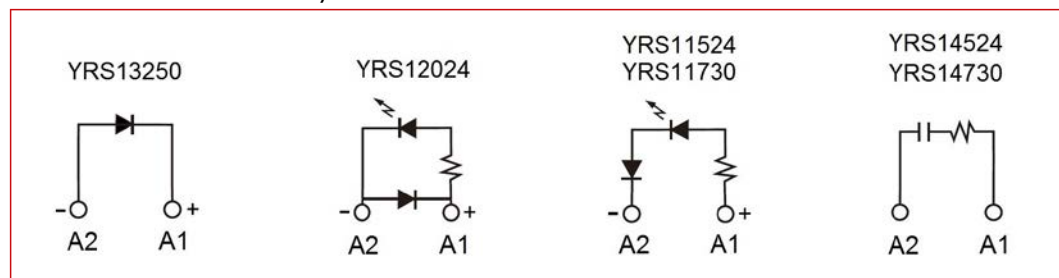 YRS13250
YRS12024
YRS11524
YRS11730
YRS14524
YRS14730
- +
A2 A1
- +
A2 A1
- +
A2 A1
A2 A1